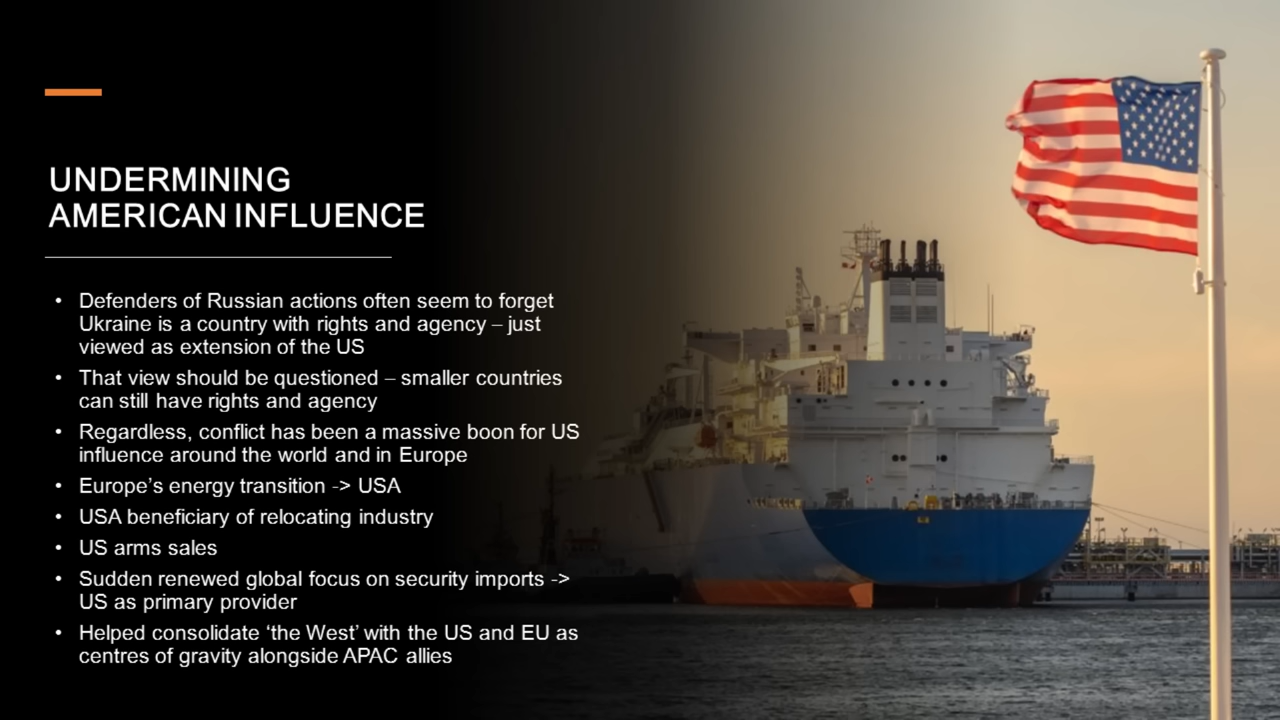 UNDERMINING
AMERICAN INFLUENCE
• Defenders of Russian actions often seem to forget
Ukraine is a country with rights and agency – just
viewed as extension of the US
• That view should be questioned – smaller countries
can still have rights and agency
• Regardless, conflict has been a massive boon for US
influence around the world and in Europe
• Europe’s energy transition -> USA
• USA beneficiary of relocating industry
• US arms sales
• Sudden renewed global focus on security imports ->
US as primary provider
• Helped consolidate ‘the West’ with the US and EU as
centres of gravity alongside APAC allies